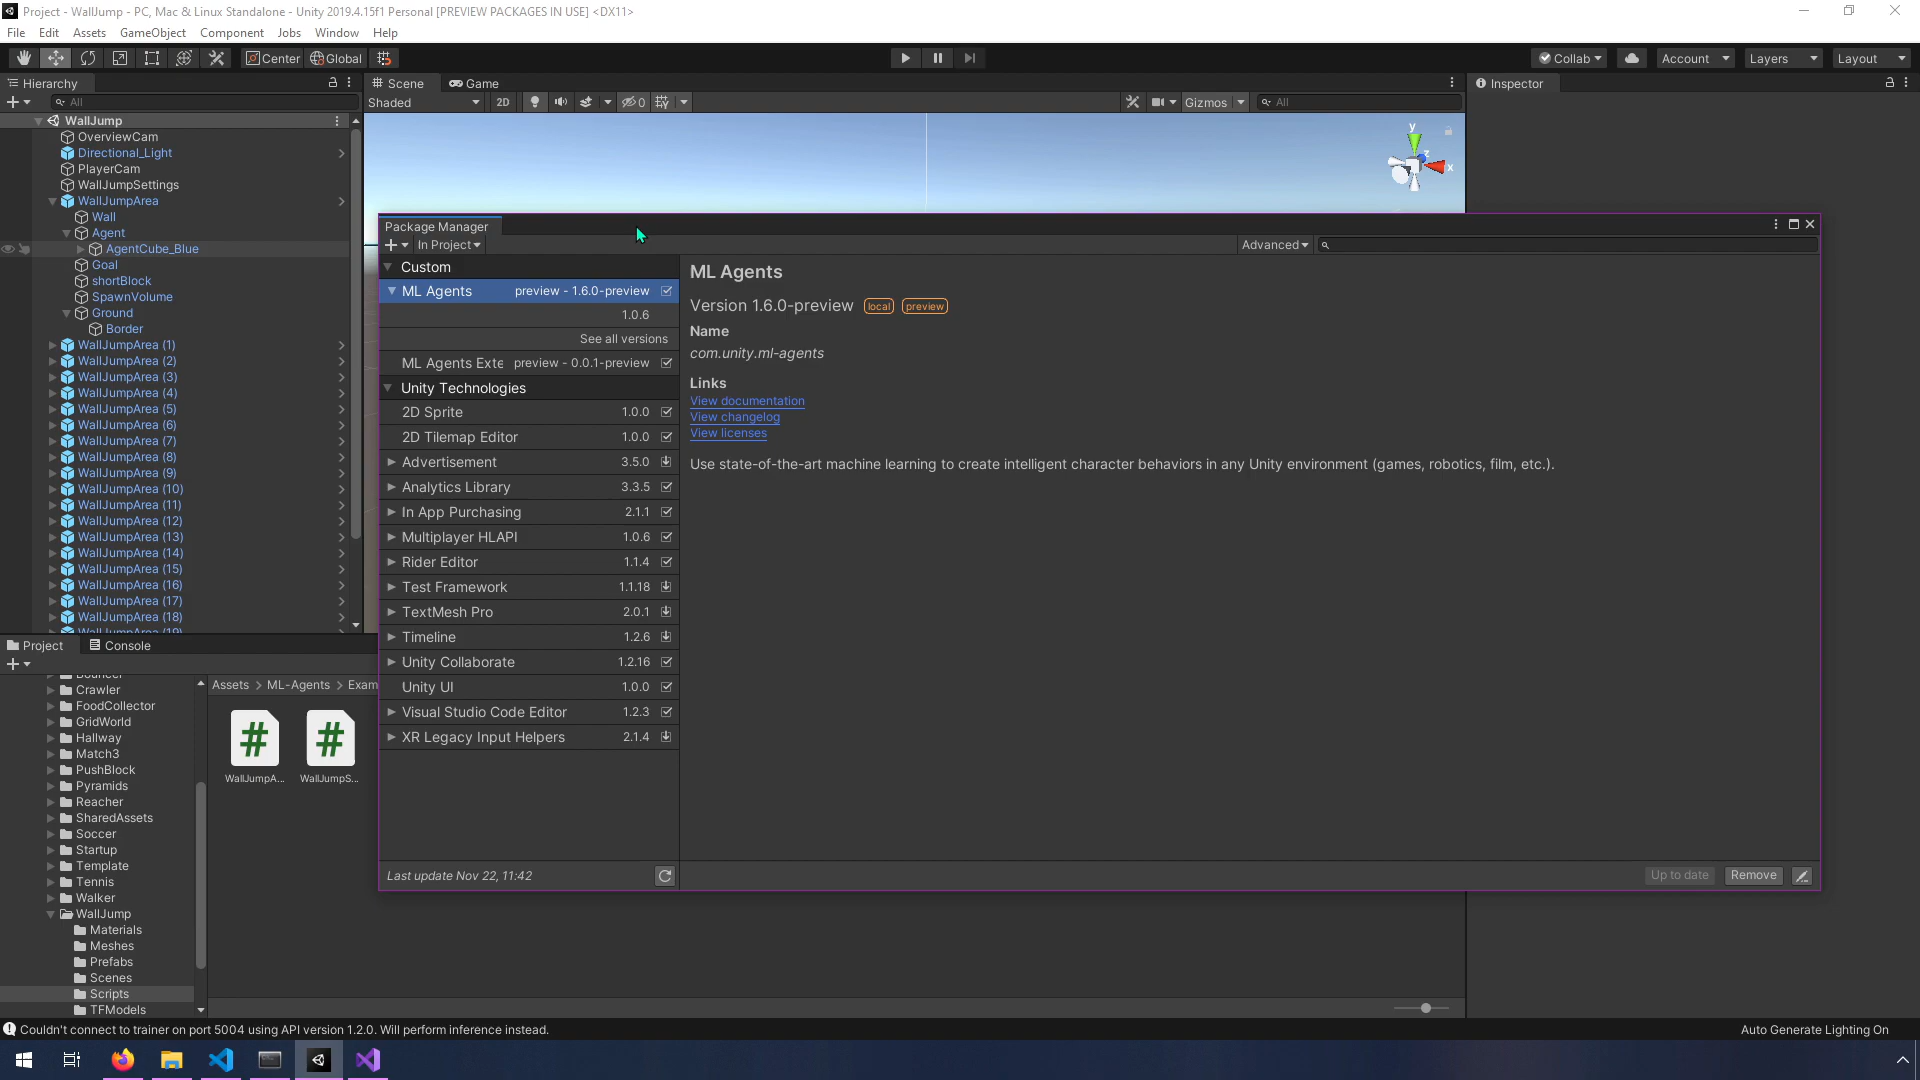 Project - WallJump - PC, Mac & Linux Standalone - Unity 2019.4.15f1 Personal [PREVIEW PACKAGES IN USE] <DX11>
File Edit Assets GameObject Component Jobs Window Help
Center Global Collab Account Layers Layout
Hierarchy
All
WallJump
OverviewCam
Directional_Light
PlayerCam
WallJumpSettings
WallJumpArea
Wall
Agent
AgentCube_Blue
Goal
shortBlock
SpawnVolume
Ground
Border
WallJumpArea (1)
WallJumpArea (2)
WallJumpArea (3)
WallJumpArea (4)
WallJumpArea (5)
WallJumpArea (6)
WallJumpArea (7)
WallJumpArea (8)
WallJumpArea (9)
WallJumpArea (10)
WallJumpArea (11)
WallJumpArea (12)
WallJumpArea (13)
WallJumpArea (14)
WallJumpArea (15)
WallJumpArea (16)
WallJumpArea (17)
WallJumpArea (18)
WallJumpArea (19)
Scene Game
Shaded 2D 0 Gizmos All
y
z
x
Inspector
Package Manager
In Project Advanced
Custom
ML Agents preview - 1.6.0-preview
1.0.6
See all versions
ML Agents Exte preview - 0.0.1-preview
Unity Technologies
2D Sprite 1.0.0
2D Tilemap Editor 1.0.0
Advertisement 3.5.0
Analytics Library 3.3.5
In App Purchasing 2.1.1
Multiplayer HLAPI 1.0.6
Rider Editor 1.1.4
Test Framework 1.1.18
TextMesh Pro 2.0.1
Timeline 1.2.6
Unity Collaborate 1.2.16
Unity UI 1.0.0
Visual Studio Code Editor 1.2.3
XR Legacy Input Helpers 2.1.4
Last update Nov 22, 11:42
ML Agents
Version 1.6.0-preview local preview
Name
com.unity.ml-agents
Links
View documentation
View changelog
View licenses
Use state-of-the-art machine learning to create intelligent character behaviors in any Unity environment (games, robotics, film, etc.).
Up to date Remove
Project Console
Bouncer
Crawler
FoodCollector
GridWorld
Hallway
Match3
PushBlock
Pyramids
Reacher
SharedAssets
Soccer
Startup
Template
Tennis
Walker
WallJump
Materials
Meshes
Prefabs
Scenes
Scripts
TFModels
Assets > ML-Agents > Exam
WallJumpA... WallJumpS...
Couldn't connect to trainer on port 5004 using API version 1.2.0. Will perform inference instead.
Auto Generate Lighting On